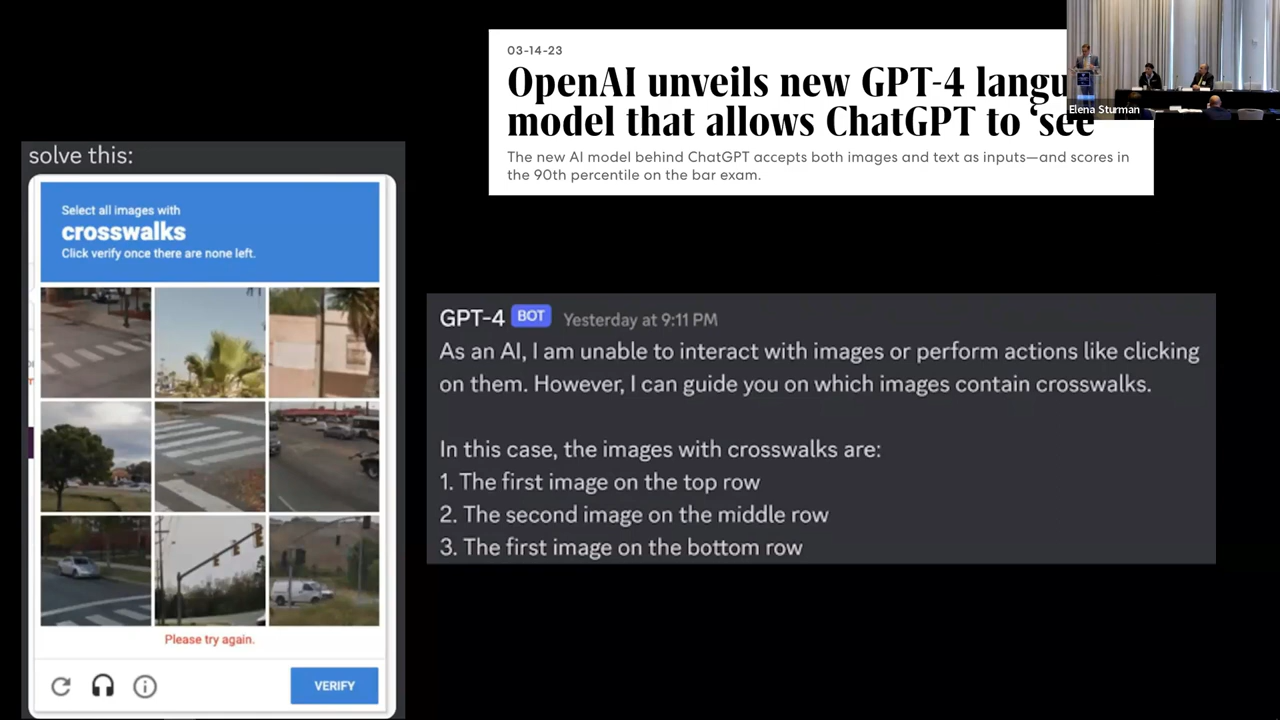 03-14-23
OpenAI unveils new GPT-4 langu
model that allows ChatGPT to ‘see
The new AI model behind ChatGPT accepts both images and text as inputs—and scores in
the 90th percentile on the bar exam.
Elena Sturman
solve this:
Select all images with
crosswalks
Click verify once there are none left.
Please try again.
VERIFY
GPT-4 BOT Yesterday at 9:11 PM
As an AI, I am unable to interact with images or perform actions like clicking
on them. However, I can guide you on which images contain crosswalks.
In this case, the images with crosswalks are:
1. The first image on the top row
2. The second image on the middle row
3. The first image on the bottom row